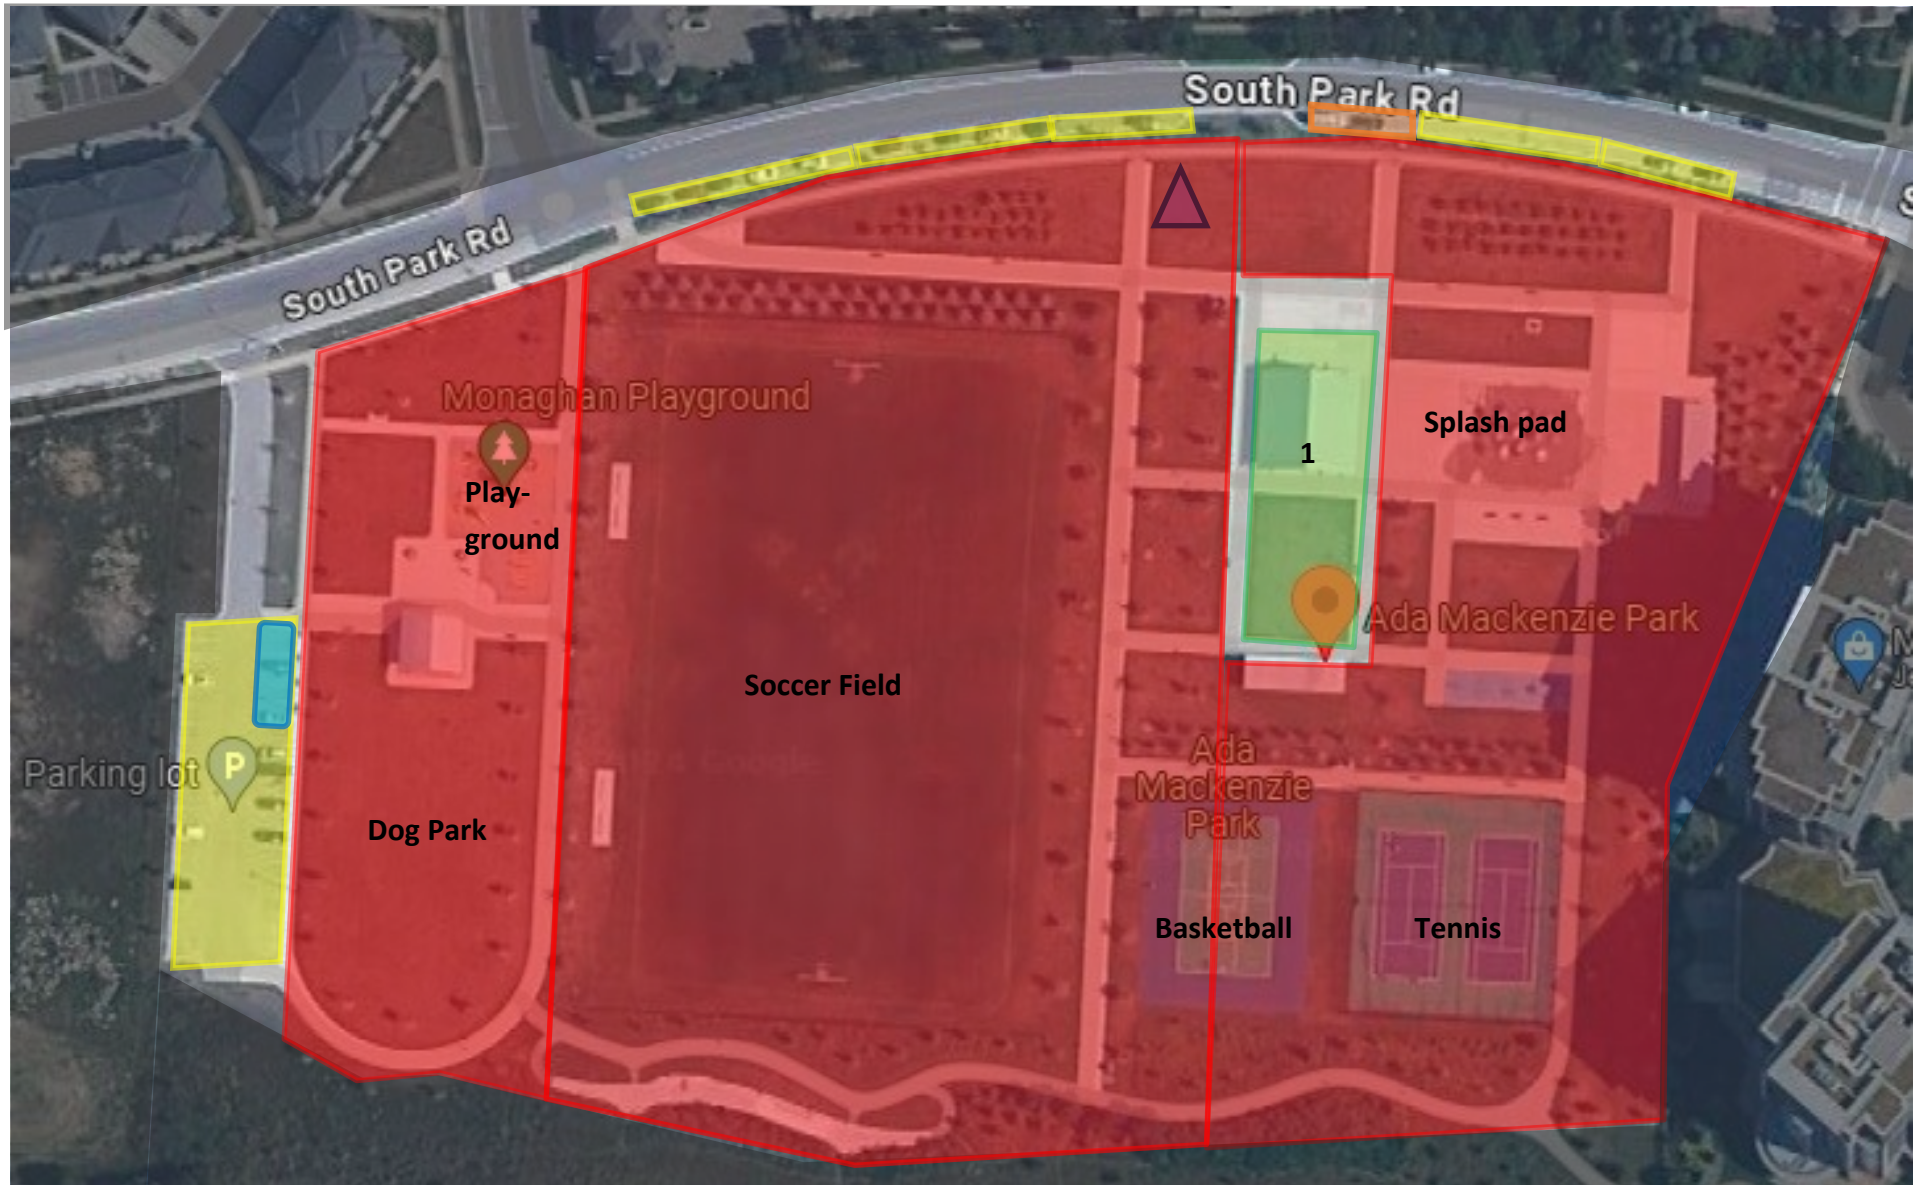 South Park Rd
South Park Rd
Monaghan Playground
Play-
ground
Splash pad
1
Ada Mackenzie Park
Soccer Field
Parking lot
P
Dog Park
Ada
Mackenzie
Park
Basketball
Tennis